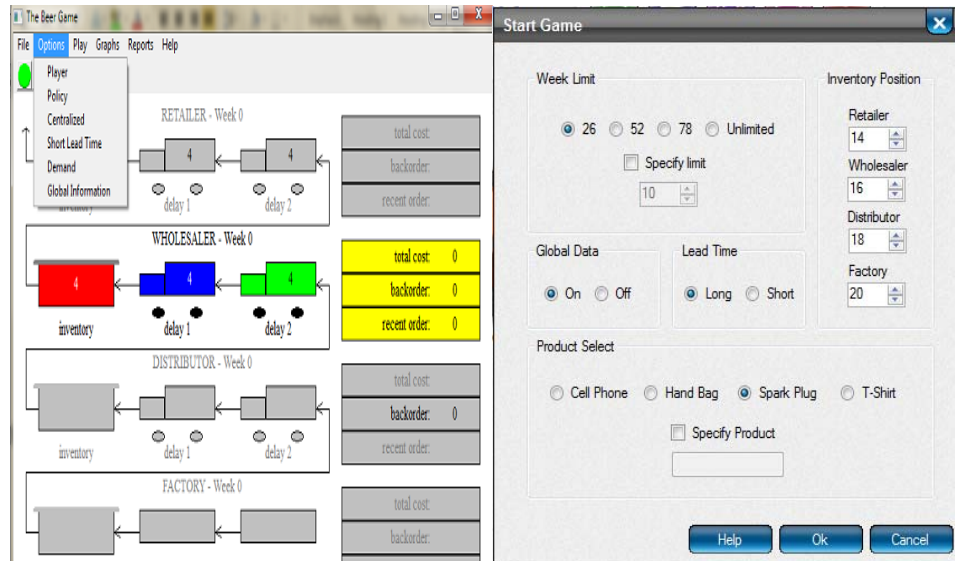 The Beer Game
File Options Play Graphs Reports Help
Player
Policy
Centralized
Short Lead Time
Demand
Global Information
RETAILER - Week 0
4 4
total cost:
backorder:
recent order:
delay 1 delay 2
WHOLESALER - Week 0
4 4 4
total cost: 0
backorder: 0
recent order: 0
inventory delay 1 delay 2
DISTRIBUTOR - Week 0
total cost:
backorder: 0
recent order:
inventory delay 1 delay 2
FACTORY - Week 0
total cost:
backorder:
Start Game
Week Limit
26 52 78 Unlimited
Specify limit
10
Inventory Position
Retailer
14
Wholesaler
16
Distributor
18
Factory
20
Global Data
On Off
Lead Time
Long Short
Product Select
Cell Phone Hand Bag Spark Plug T-Shirt
Specify Product
Help Ok Cancel